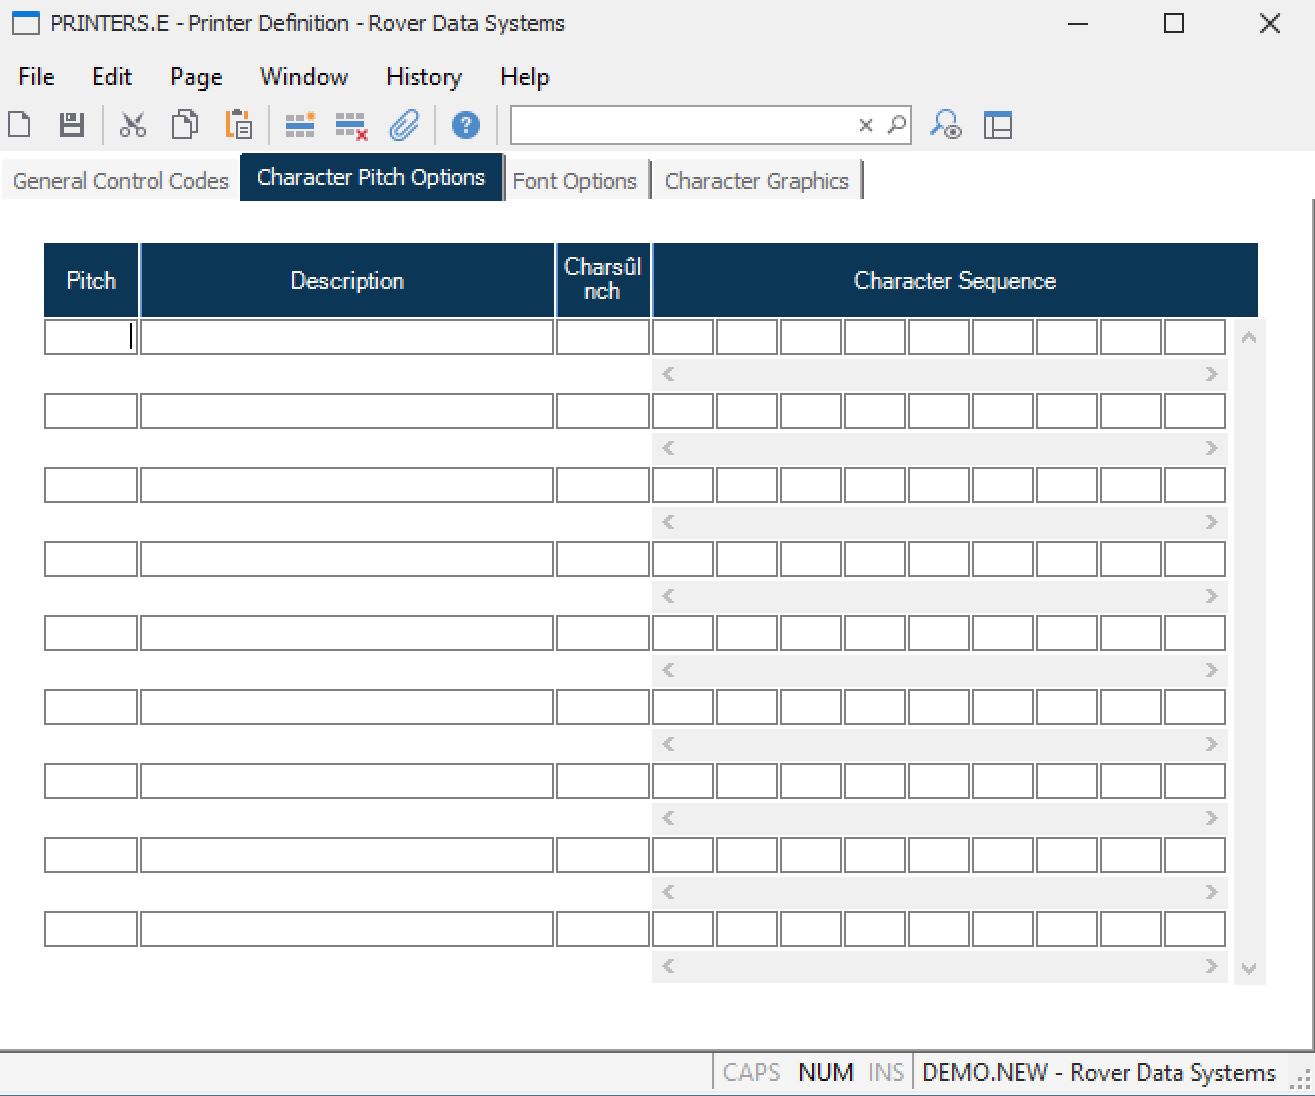 PRINTERS.E - Printer Definition - Rover Data Systems
File Edit Page Window History Help
General Control Codes Character Pitch Options Font Options Character Graphics
Pitch Description Charsûl
nch Character Sequence
CAPS NUM INS DEMO.NEW - Rover Data Systems